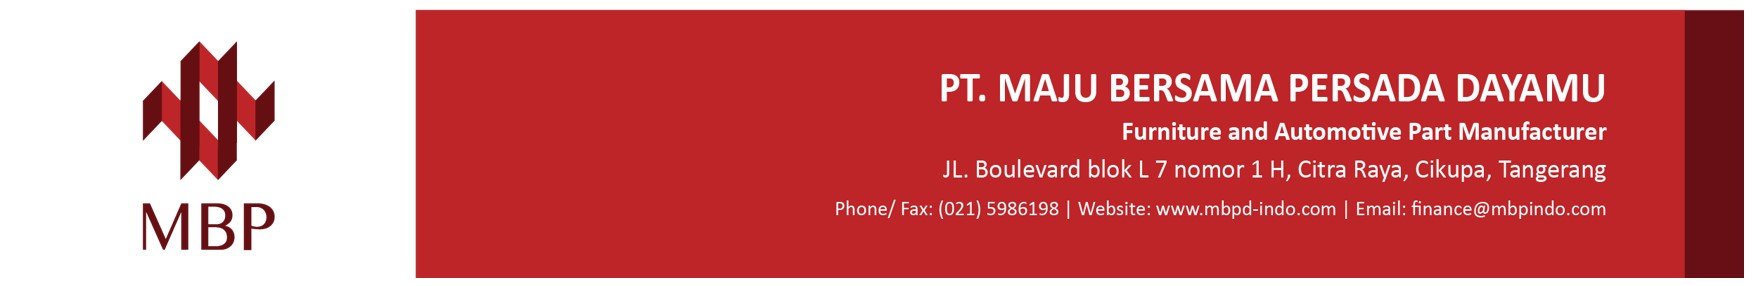 MBP
PT. MAJU BERSAMA PERSADA DAYAMU
Furniture and Automotive Part Manufacturer
JL. Boulevard blok L 7 nomor 1 H, Citra Raya, Cikupa, Tangerang
Phone/ Fax: (021) 5986198 | Website: www.mbpd-indo.com | Email: finance@mbpindo.com